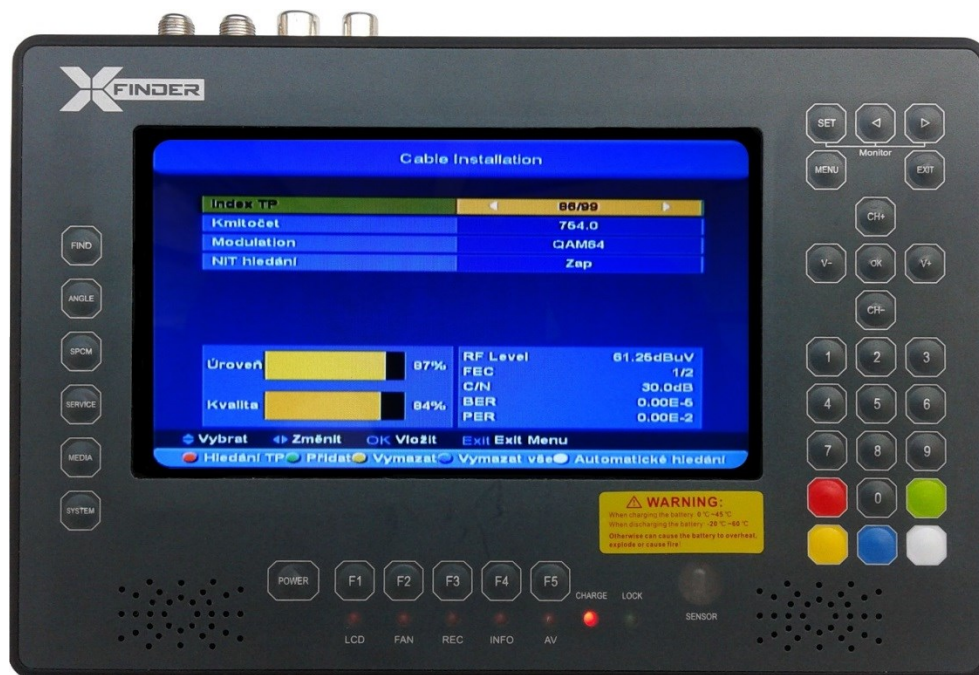 XFINDER
Cable Installation
Index TP 86/99
Kmitočet 754.0
Modulation QAM64
NIT hledání Zap
Úroveň 87%
Kvalita 84%
RF Level 61.25dBuV
FEC 1/2
C/N 30.0dB
BER 0.00E-5
PER 0.00E-2
Vybrat Změnit OK Vložit Exit Exit Menu
Hledání TP Přidat Vymazat Vymazat vše Automatické hledání
FIND
ANGLE
SPCM
SERVICE
MEDIA
SYSTEM
SET
Monitor
MENU EXIT
CH+
V- OK V+
CH-
1 2 3
4 5 6
7 8 9
0
WARNING:
When charging the battery: 0℃~45℃
When discharging the battery: -20℃~60℃
Otherwise can cause the battery to overheat,
explode or cause fire!
POWER F1 F2 F3 F4 F5
CHARGE LOCK
LCD FAN REC INFO AV
SENSOR